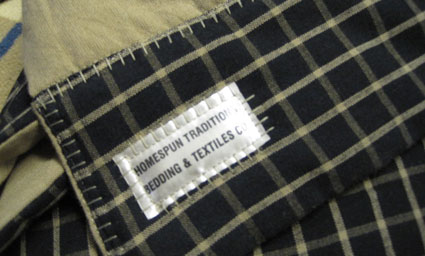 HOMESPUN TRADITION
BEDDING & TEXTILES C